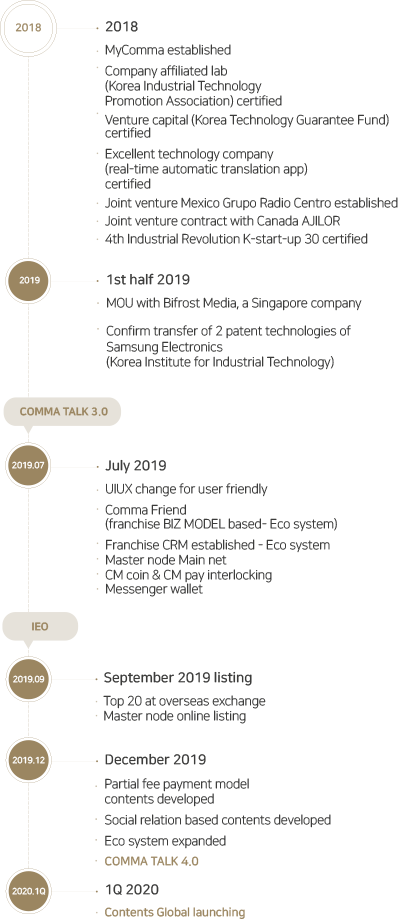 2018
2018
MyComma established
Company affiliated lab
(Korea Industrial Technology
Promotion Association) certified
Venture capital (Korea Technology Guarantee Fund)
certified
Excellent technology company
(real-time automatic translation app)
certified
Joint venture Mexico Grupo Radio Centro established
Joint venture contract with Canada AJILOR
4th Industrial Revolution K-start-up 30 certified
2019
1st half 2019
MOU with Bifrost Media, a Singapore company
Confirm transfer of 2 patent technologies of
Samsung Electronics
(Korea Institute for Industrial Technology)
COMMA TALK 3.0
2019.07
July 2019
UIUX change for user friendly
Comma Friend
(franchise BIZ MODEL based- Eco system)
Franchise CRM established - Eco system
Master node Main net
CM coin & CM pay interlocking
Messenger wallet
IEO
2019.09
September 2019 listing
Top 20 at overseas exchange
Master node online listing
2019.12
December 2019
Partial fee payment model
contents developed
Social relation based contents developed
Eco system expanded
COMMA TALK 4,0
2020.1Q
1Q 2020
Contents Global launching